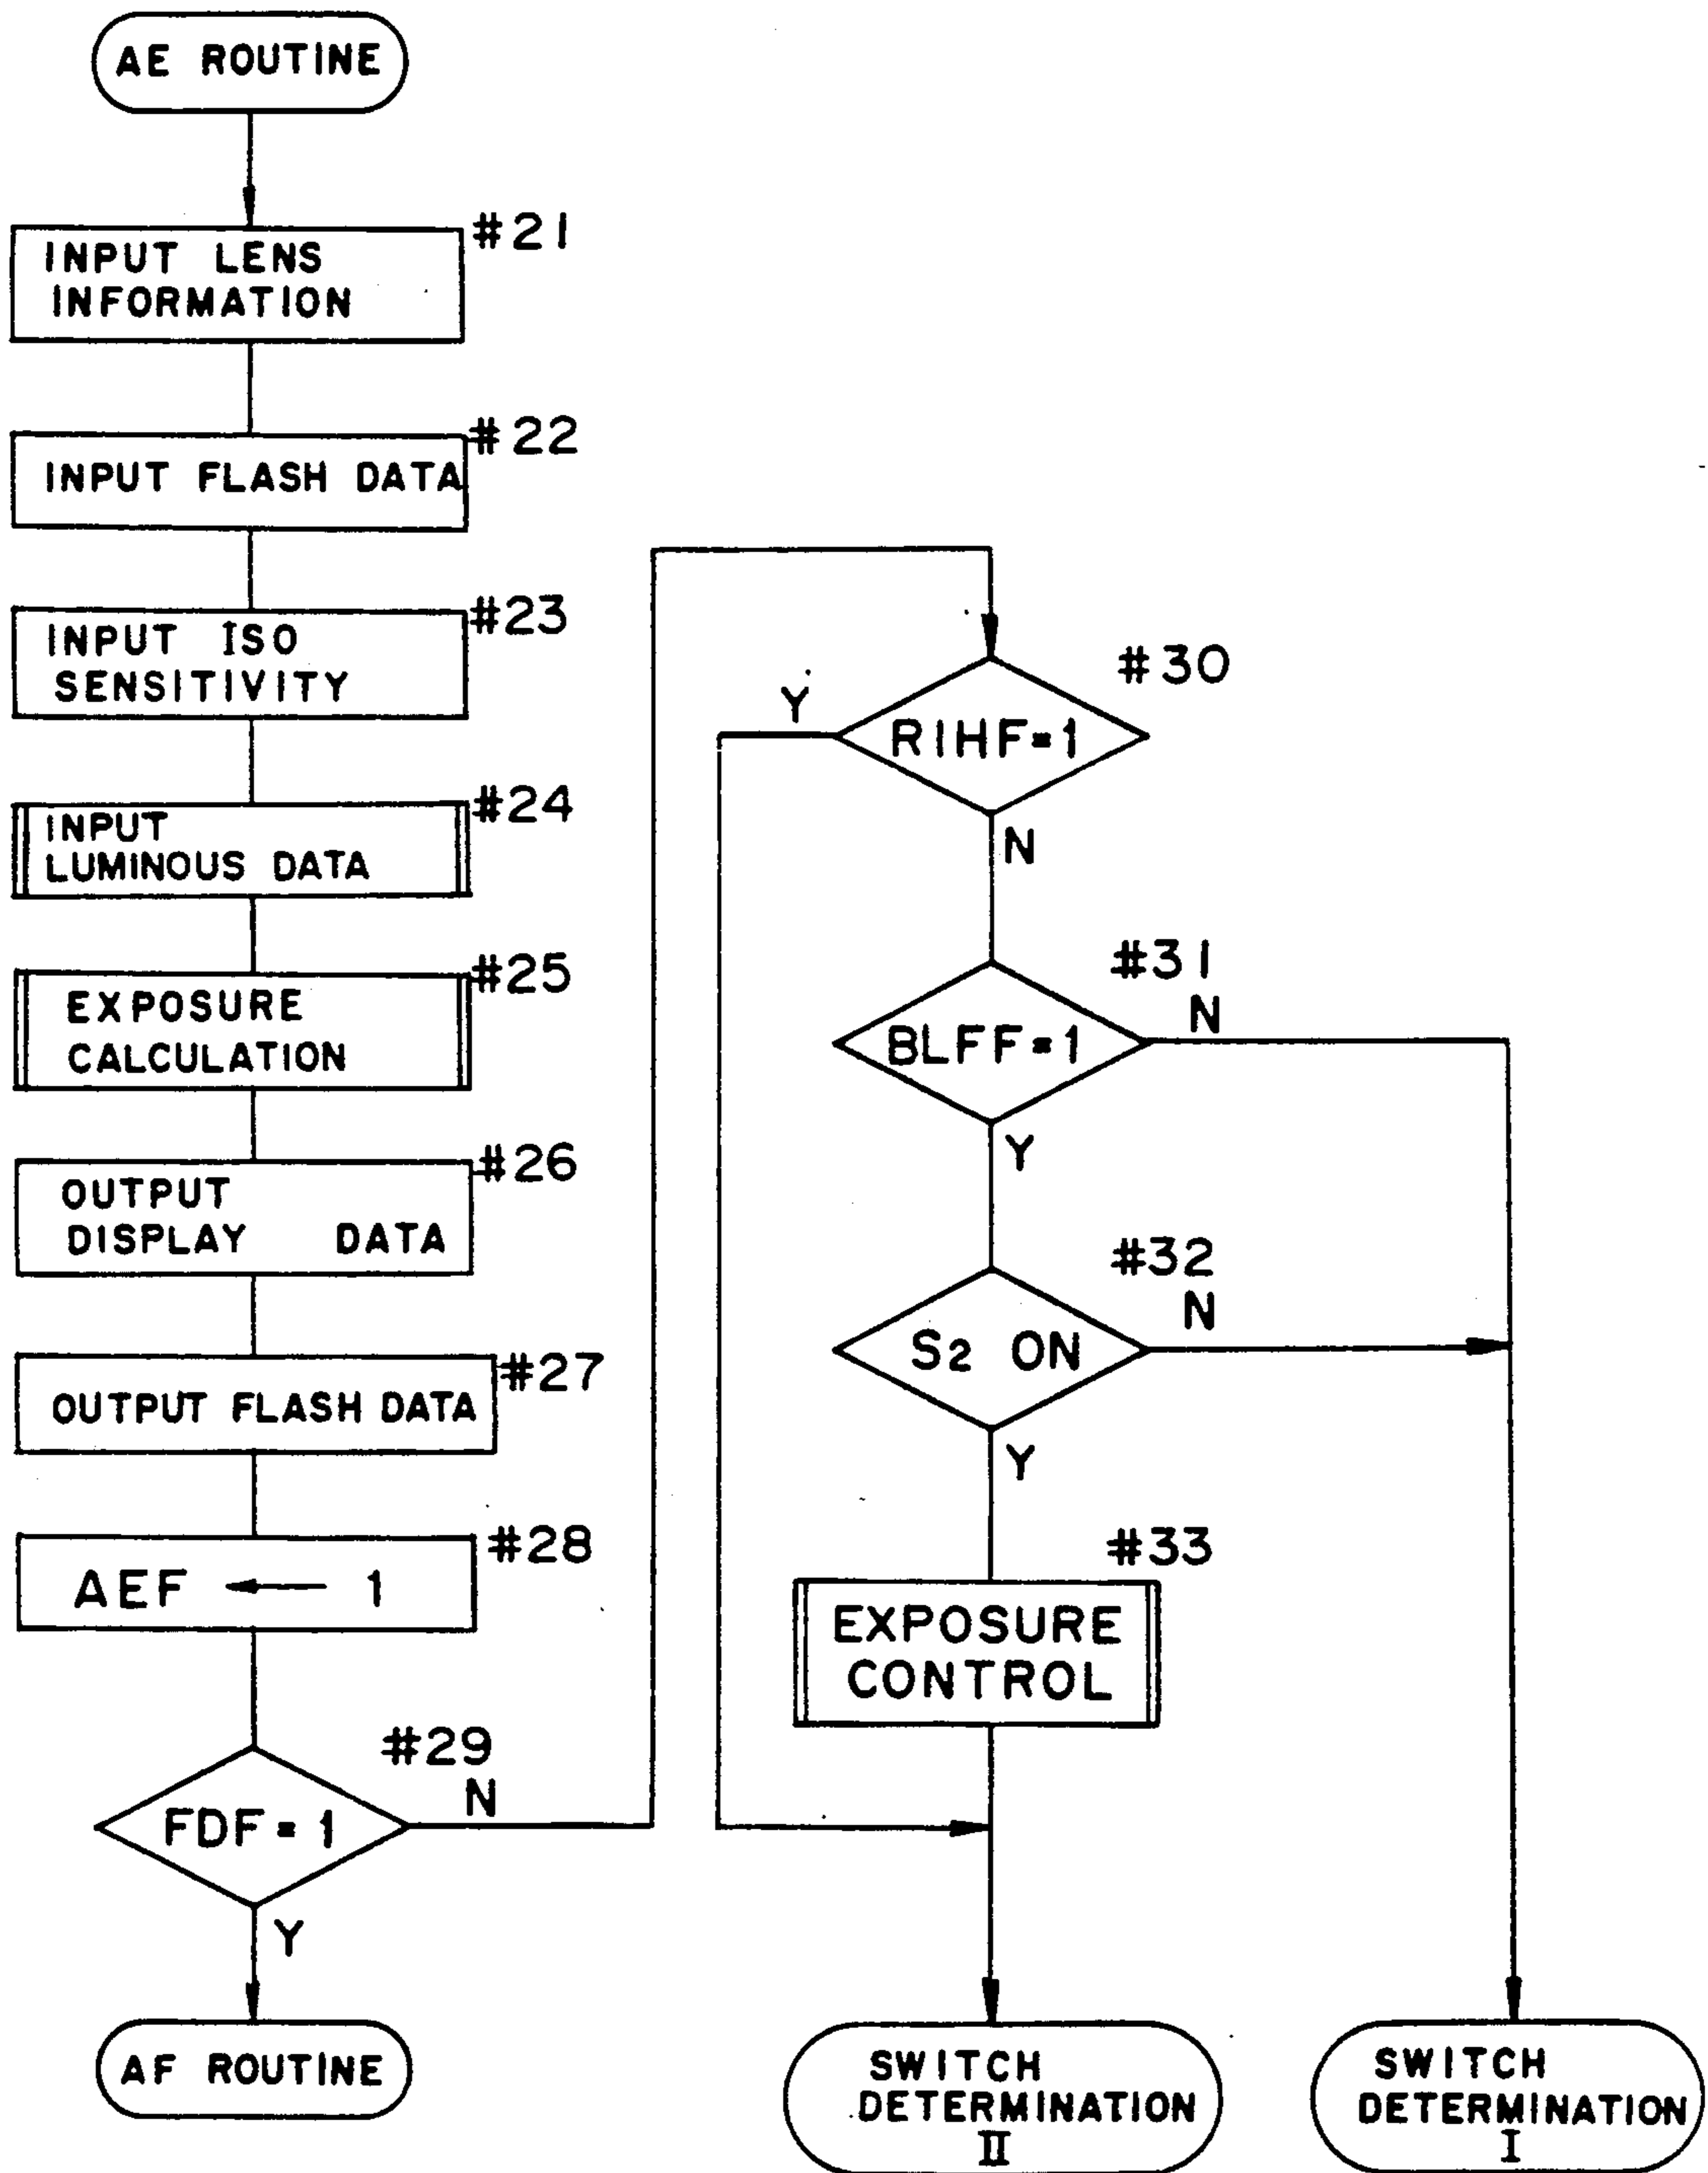 AE ROUTINE
#21
INPUT LENS
INFORMATION
#22
INPUT FLASH DATA
#23
INPUT ISO
SENSITIVITY
#24
INPUT
LUMINOUS DATA
#25
EXPOSURE
CALCULATION
#26
OUTPUT
DISPLAY DATA
#27
OUTPUT FLASH DATA
#28
AEF ← 1
#29
N
FDF = 1
Y
AF ROUTINE
#30
Y
RIHF=1
N
#31
N
BLFF=1
Y
#32
N
S2 ON
Y
#33
EXPOSURE
CONTROL
SWITCH
DETERMINATION
II
SWITCH
DETERMINATION
I